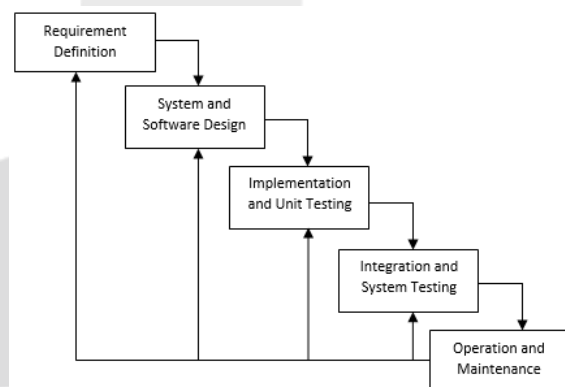 Requirement
Definition
System and
Software Design
Implementation
and Unit Testing
Integration and
System Testing
Operation and
Maintenance